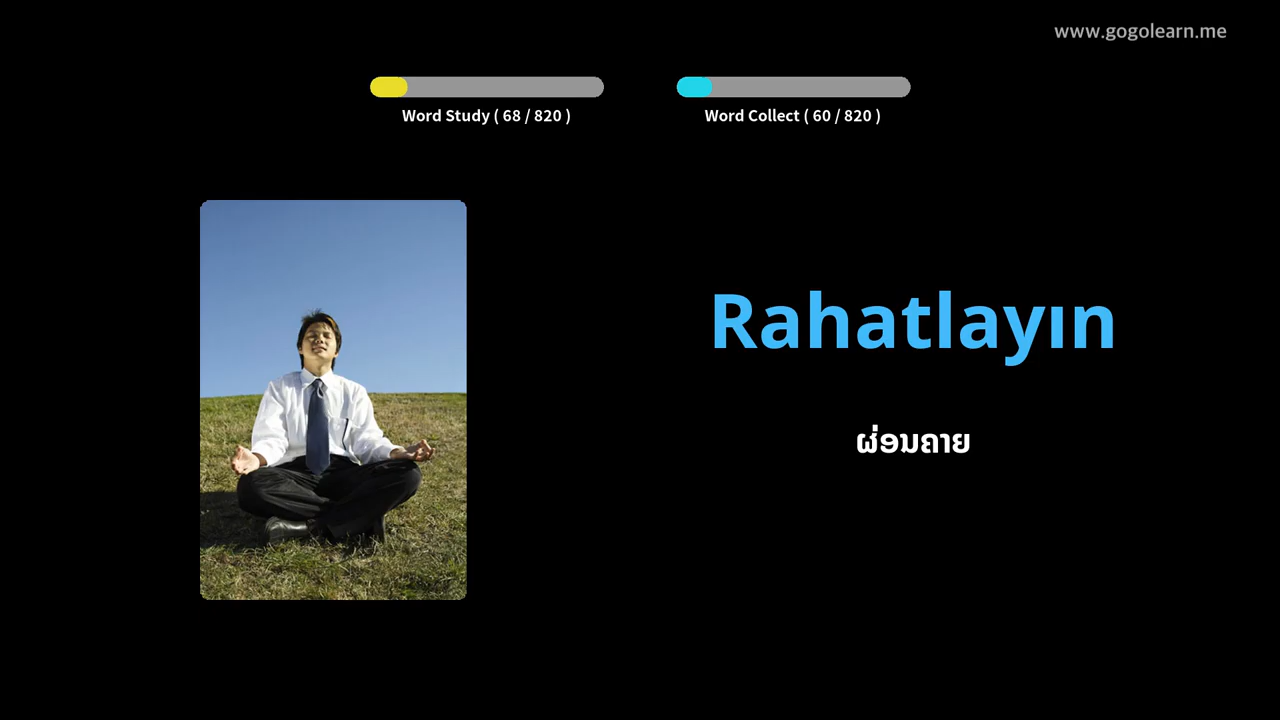 www.gogolearn.me
Word Study ( 68 / 820 )
Word Collect ( 60 / 820 )
Rahatlayın
ຜ່ອນຄາຍ